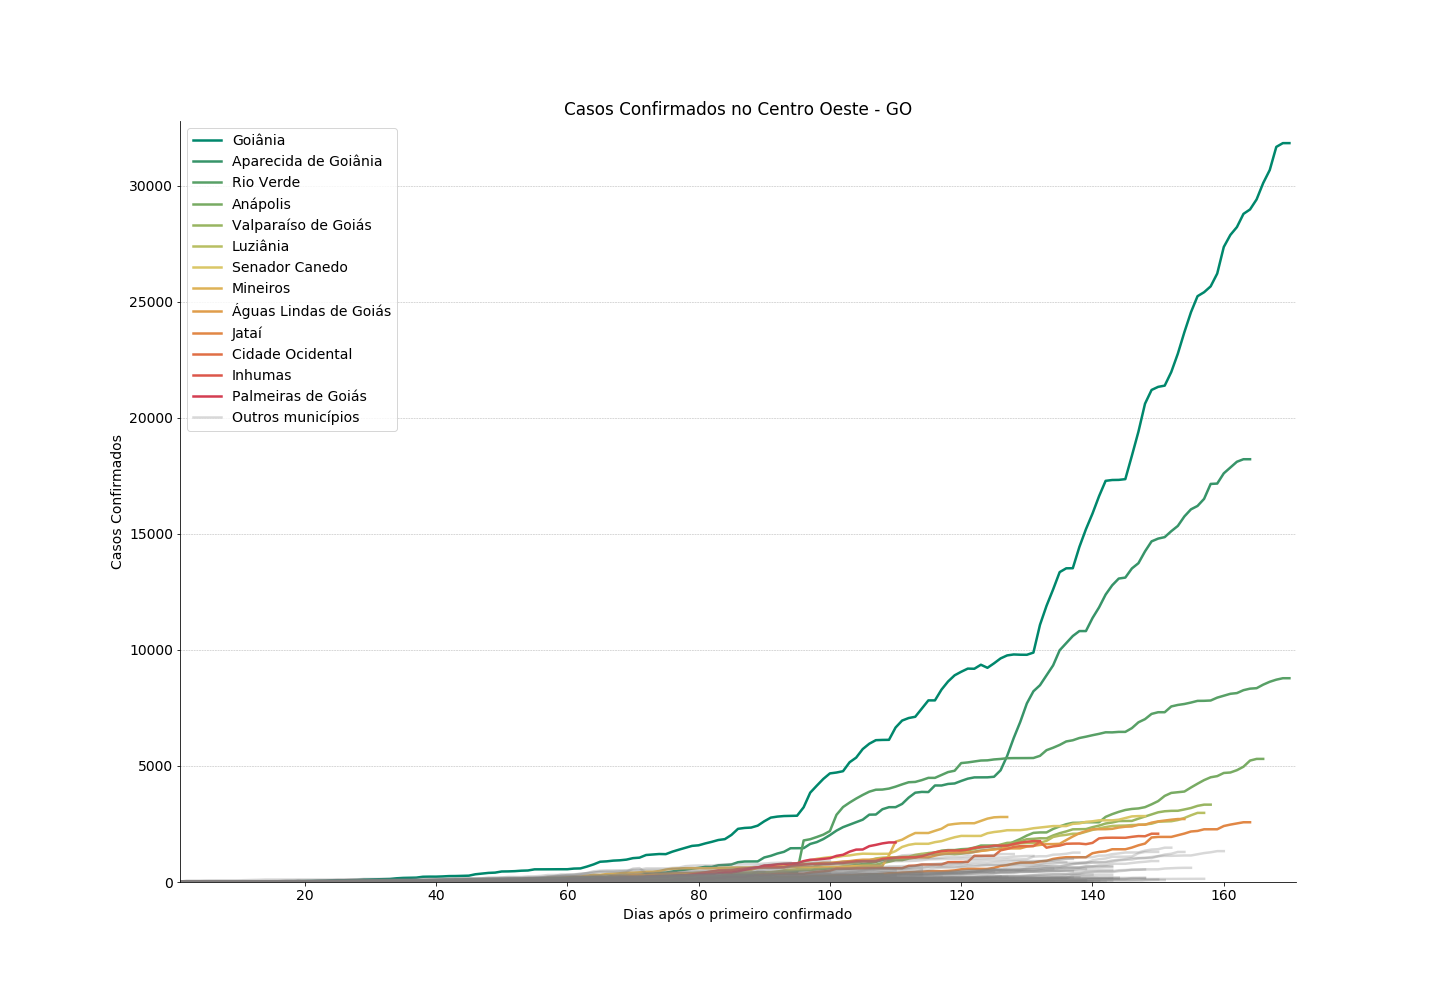 Casos Confirmados no Centro Oeste - GO
Goiânia
Aparecida de Goiânia
Rio Verde
Anápolis
Valparaíso de Goiás
Luziânia
Senador Canedo
Mineiros
Águas Lindas de Goiás
Jataí
Cidade Ocidental
Inhumas
Palmeiras de Goiás
Outros municípios
Casos Confirmados
30000
25000
20000
15000
10000
5000
0
20 40 60 80 100 120 140 160
Dias após o primeiro confirmado